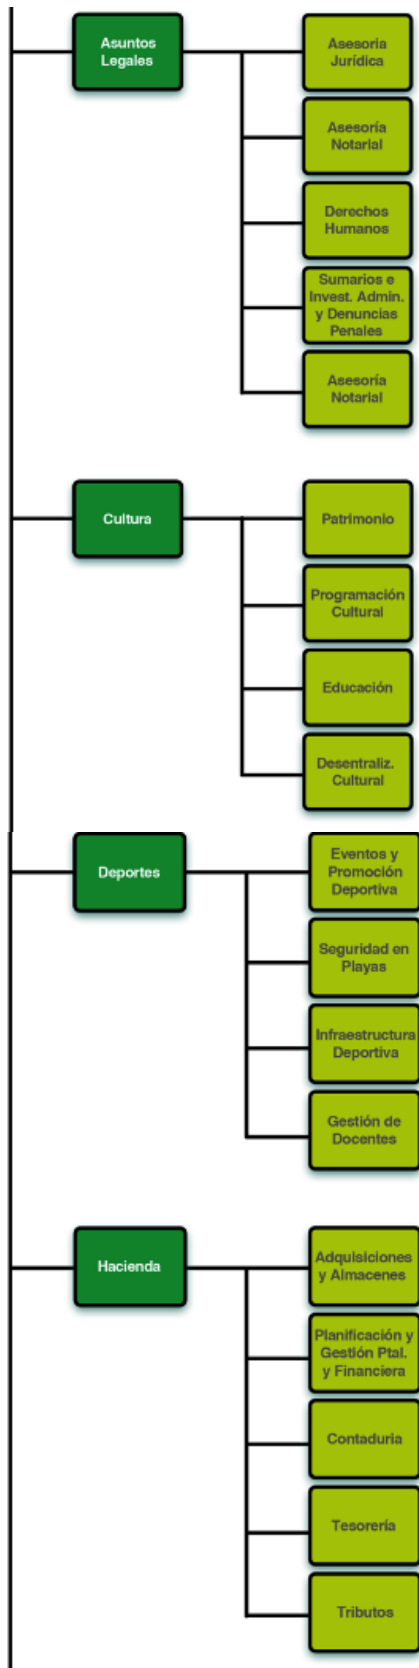 Asuntos
Legales
Asesoria
Jurídica
Asesoría
Notarial
Derechos
Humanos
Sumarios e
Invest. Admin.
y Denuncias
Penales
Asesoría
Notarial
Cultura
Patrimonio
Programación
Cultural
Educación
Desentraliz.
Cultural
Deportes
Eventos y
Promoción
Deportiva
Seguridad en
Playas
Infraestructura
Deportiva
Gestión de
Docentes
Hacienda
Adquisiciones
y Almacenes
Planificación y
Gestión Ptal.
y Financiera
Contaduria
Tesorería
Tributos